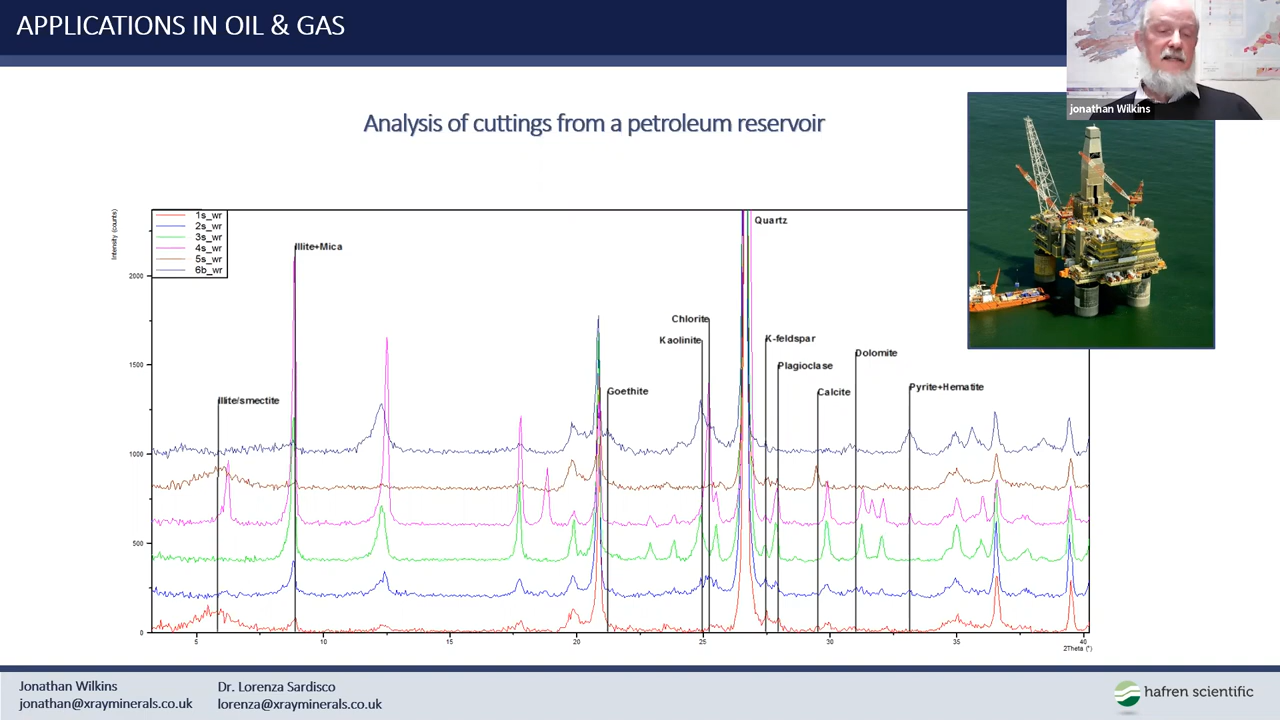 APPLICATIONS IN OIL & GAS
jonathan Wilkins
Analysis of cuttings from a petroleum reservoir
Intensity (counts)
1s_wr
2s_wr
3s_wr
4s_wr
5s_wr
6b_wr
Quartz
Illite+Mica
2000
Chlorite
Kaolinite
K-feldspar
Dolomite
1500
Plagioclase
Goethite
Calcite
Pyrite+Hematite
Illite/smectite
1000
500
0
5
10
15
20
25
30
35
40
2Theta (°)
Jonathan Wilkins
jonathan@xrayminerals.co.uk
Dr. Lorenza Sardisco
lorenza@xrayminerals.co.uk
hafren scientific